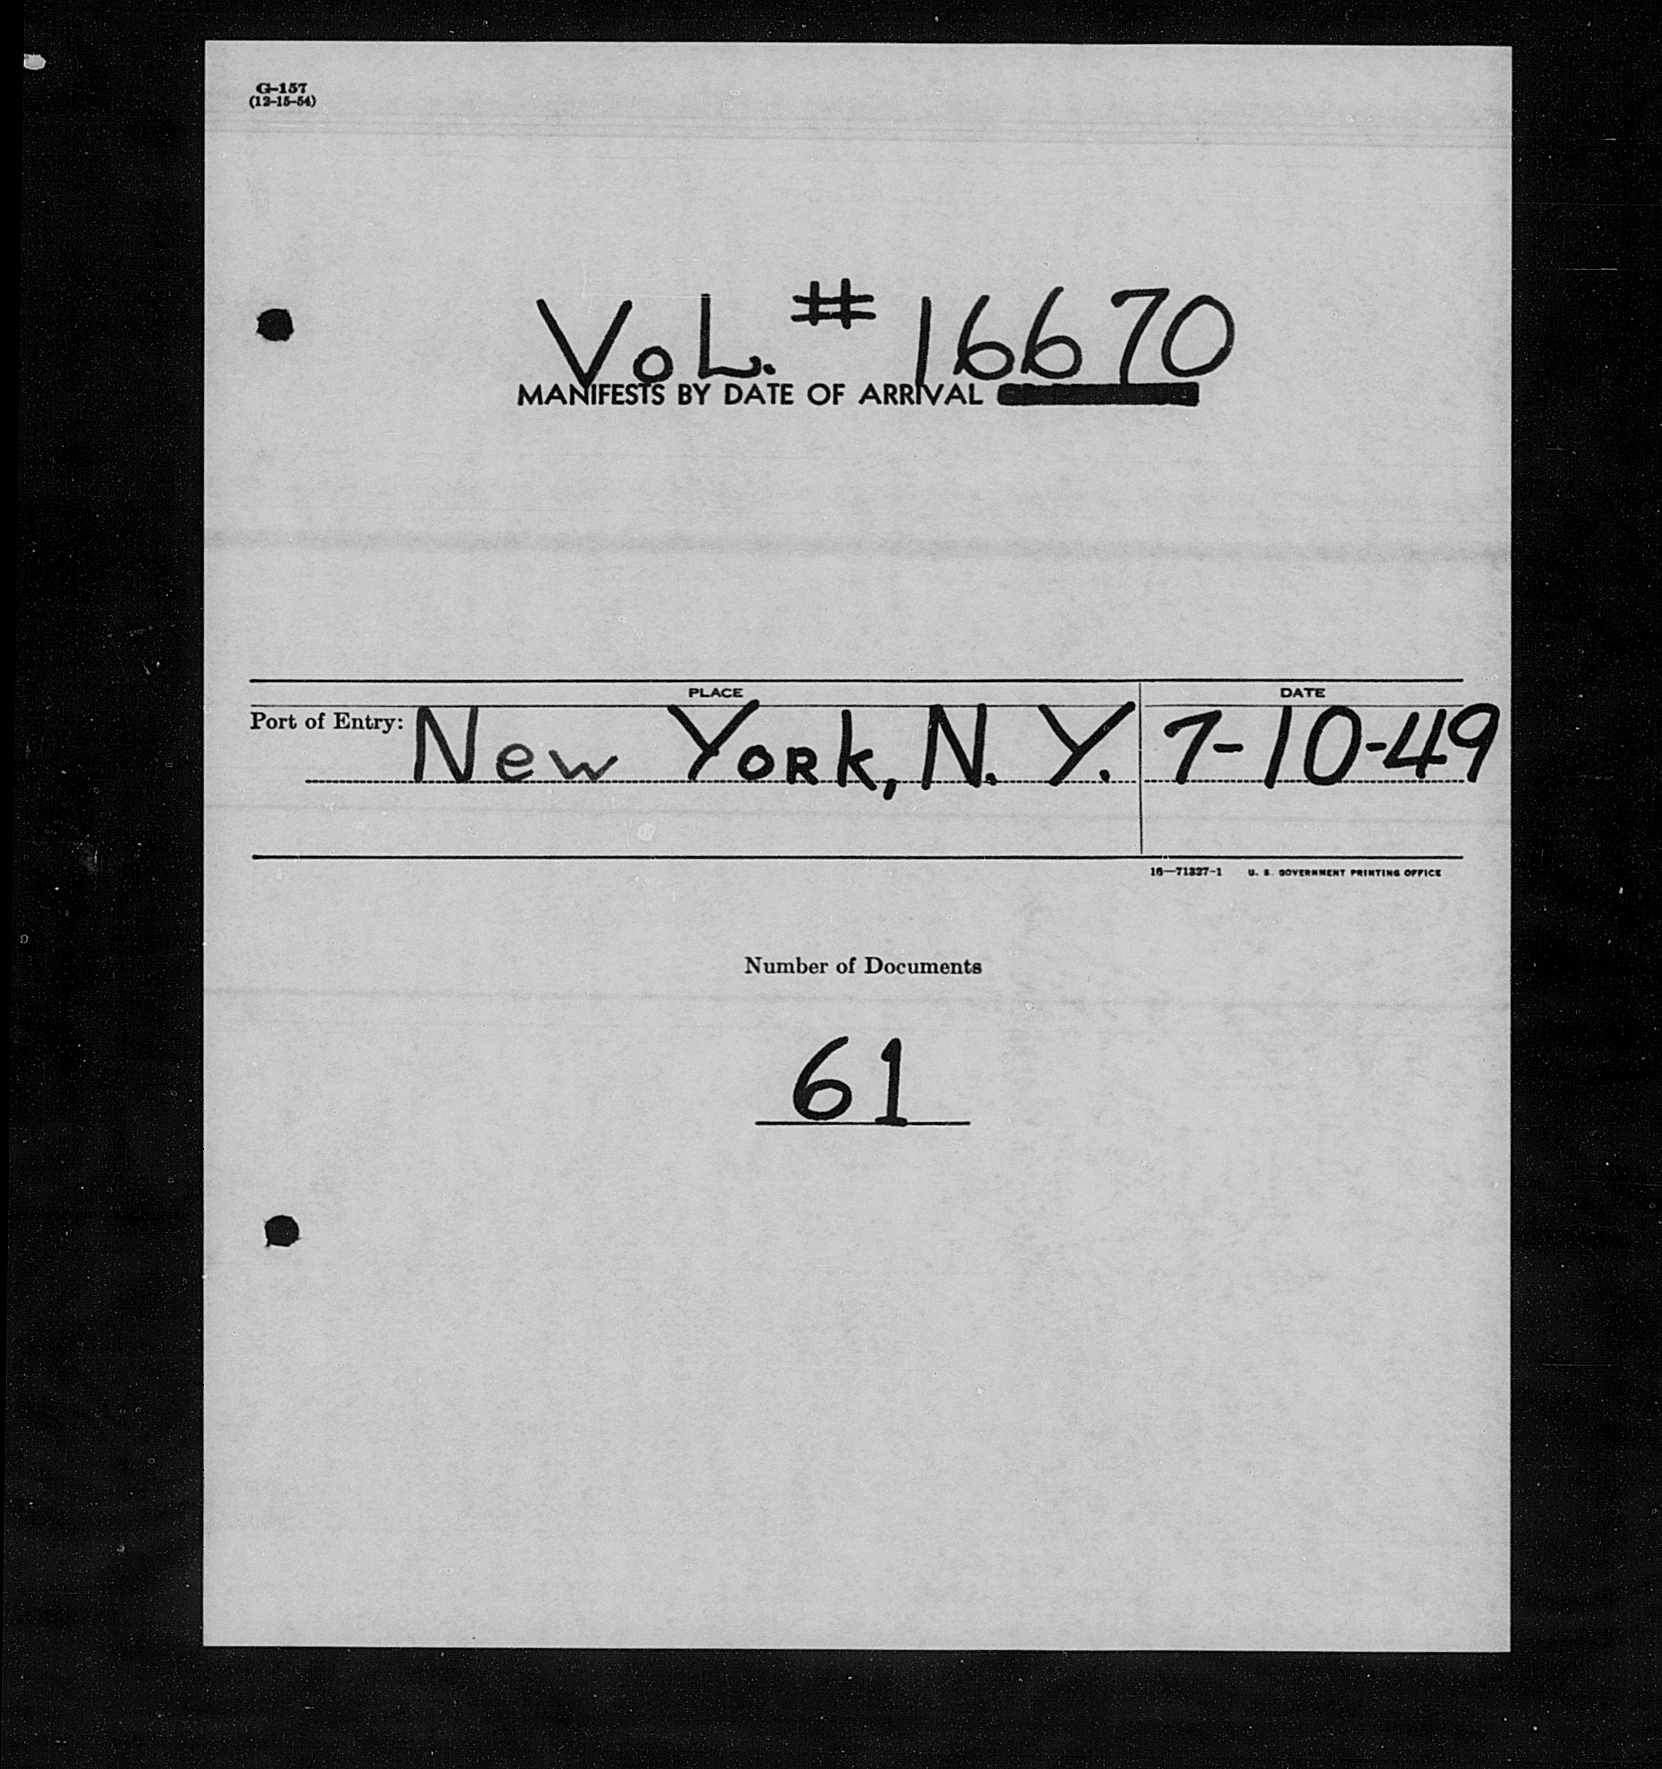 G-157
(12-15-54)
VOL. # 16670
MANIFESTS BY DATE OF ARRIVAL
PLACE DATE
Port of Entry: New York, N. Y. 7-10-49
16—71327-1 U. S. GOVERNMENT PRINTING OFFICE
Number of Documents
61